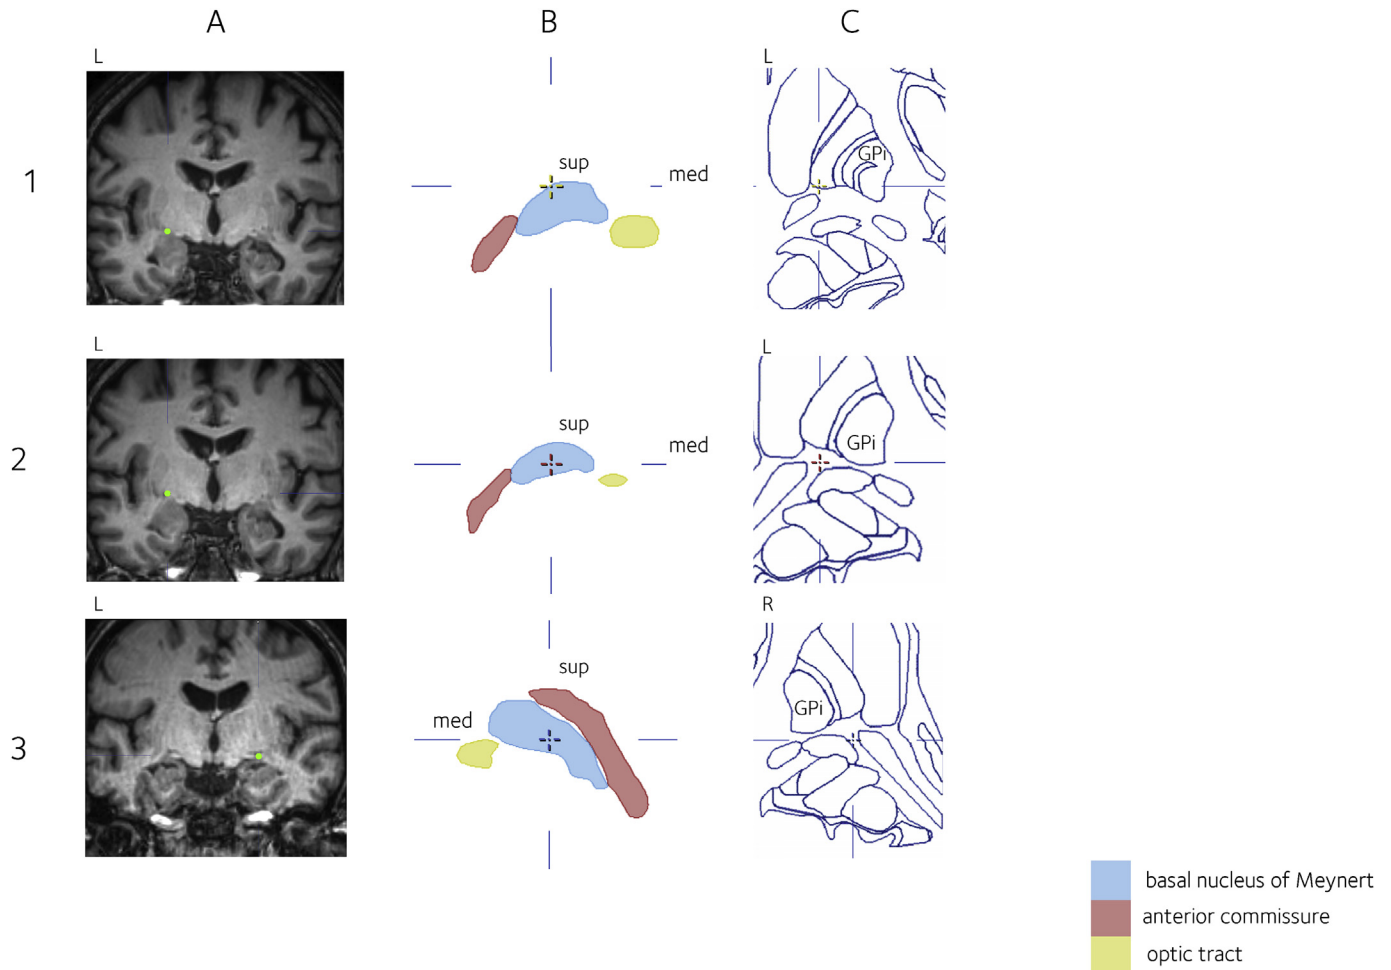 A B C
L L
1 sup med GPi
L L
2 sup med GPi
L R
3 sup med GPi
basal nucleus of Meynert
anterior commissure
optic tract